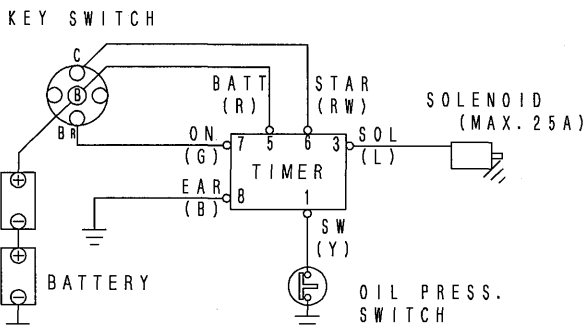 KEY SWITCH
C
B
BR
BATT
(R)
STAR
(RW)
SOLENOID
(MAX. 25A)
ON
(G)
7
5
6
3
SOL
(L)
TIMER
EAR
(B)
8
1
SW
(Y)
BATTERY
OIL PRESS.
SWITCH